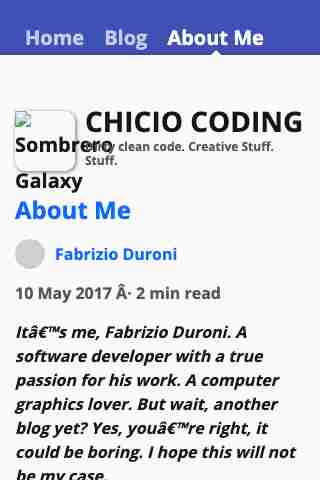 Home Blog About Me
CHICIO CODING
Sombrero
Galaxy
clean code. Creative Stuff.
Stuff.
About Me
Fabrizio Duroni
10 May 2017 Â· 2 min read
Itâ€™s me, Fabrizio Duroni. A
software developer with a true
passion for his work. A computer
graphics lover. But wait, another
blog yet? Yes, youâ€™re right, it
could be boring. I hope this will not
be my case.